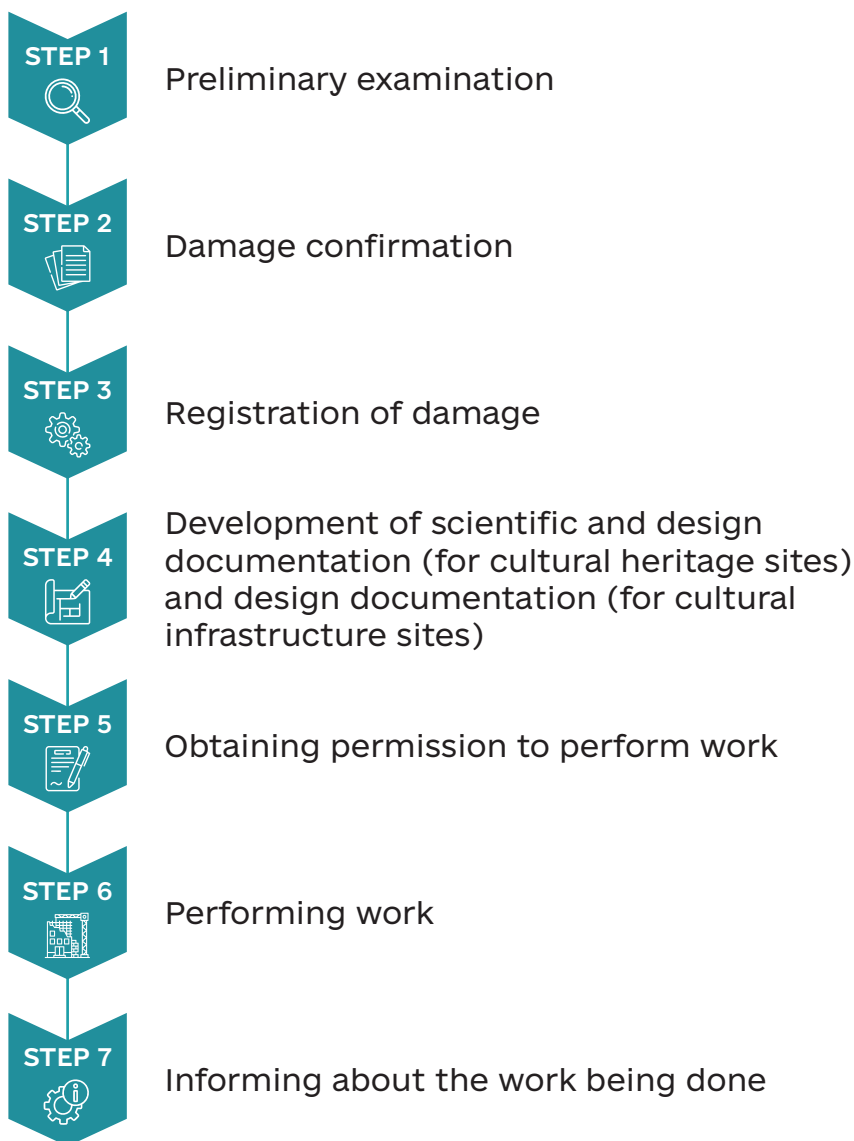 STEP 1
Preliminary examination
STEP 2
Damage confirmation
STEP 3
Registration of damage
STEP 4
Development of scientific and design
documentation (for cultural heritage sites)
and design documentation (for cultural
infrastructure sites)
STEP 5
Obtaining permission to perform work
STEP 6
Performing work
STEP 7
Informing about the work being done